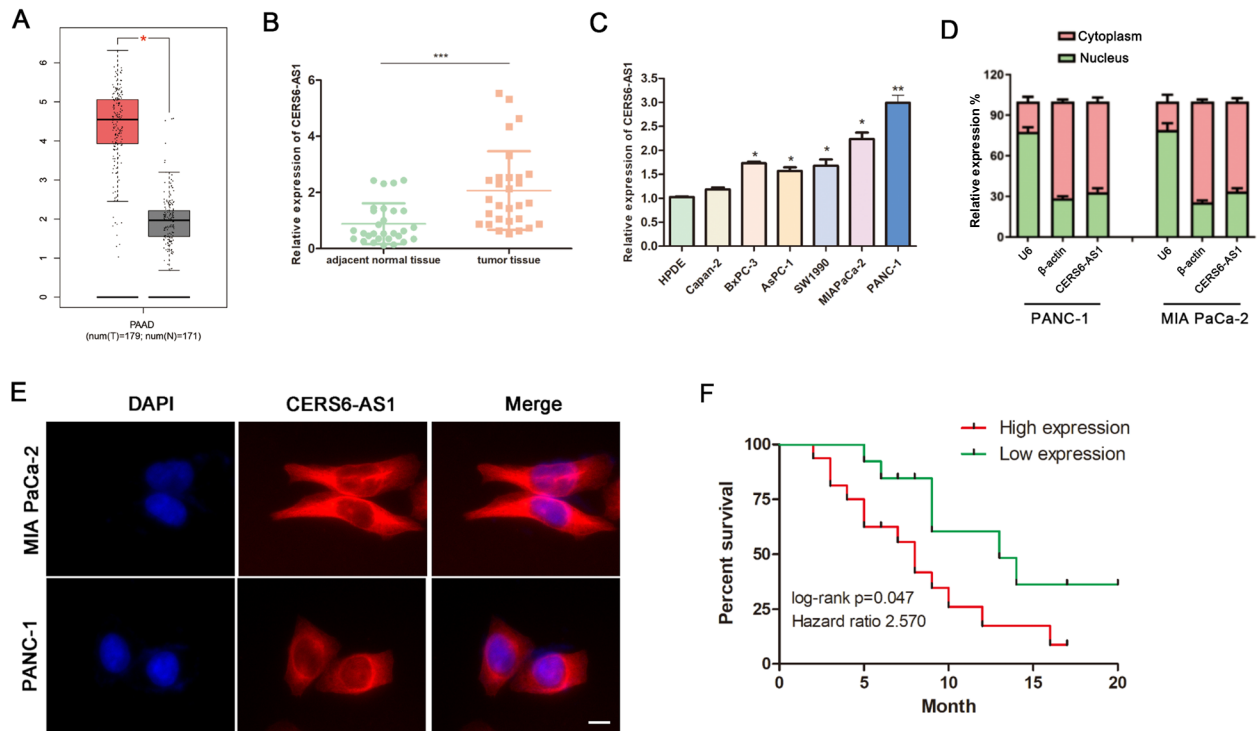 A
*
6
5
4
3
2
1
0
PAAD
(num(T)=179; num(N)=171)
B
Relative expression of CERS6-AS1
***
6
4
2
0
adjacent normal tissue
tumor tissue
C
Relative expression of CERS6-AS1
3.5
3.0
2.5
2.0
1.5
1.0
0.5
0.0
*
*
*
*
**
HPDE
Capan-2
BxPC-3
AsPC-1
SW1990
MIAPaCa-2
PANC-1
D
Cytoplasm
Nucleus
Relative expression %
120
90
60
30
0
U6
β-actin
CERS6-AS1
U6
β-actin
CERS6-AS1
PANC-1
MIA PaCa-2
E
DAPI
CERS6-AS1
Merge
MIA PaCa-2
PANC-1
F
High expression
Low expression
Percent survival
100
75
50
25
0
log-rank p=0.047
Hazard ratio 2.570
0
5
10
15
20
Month